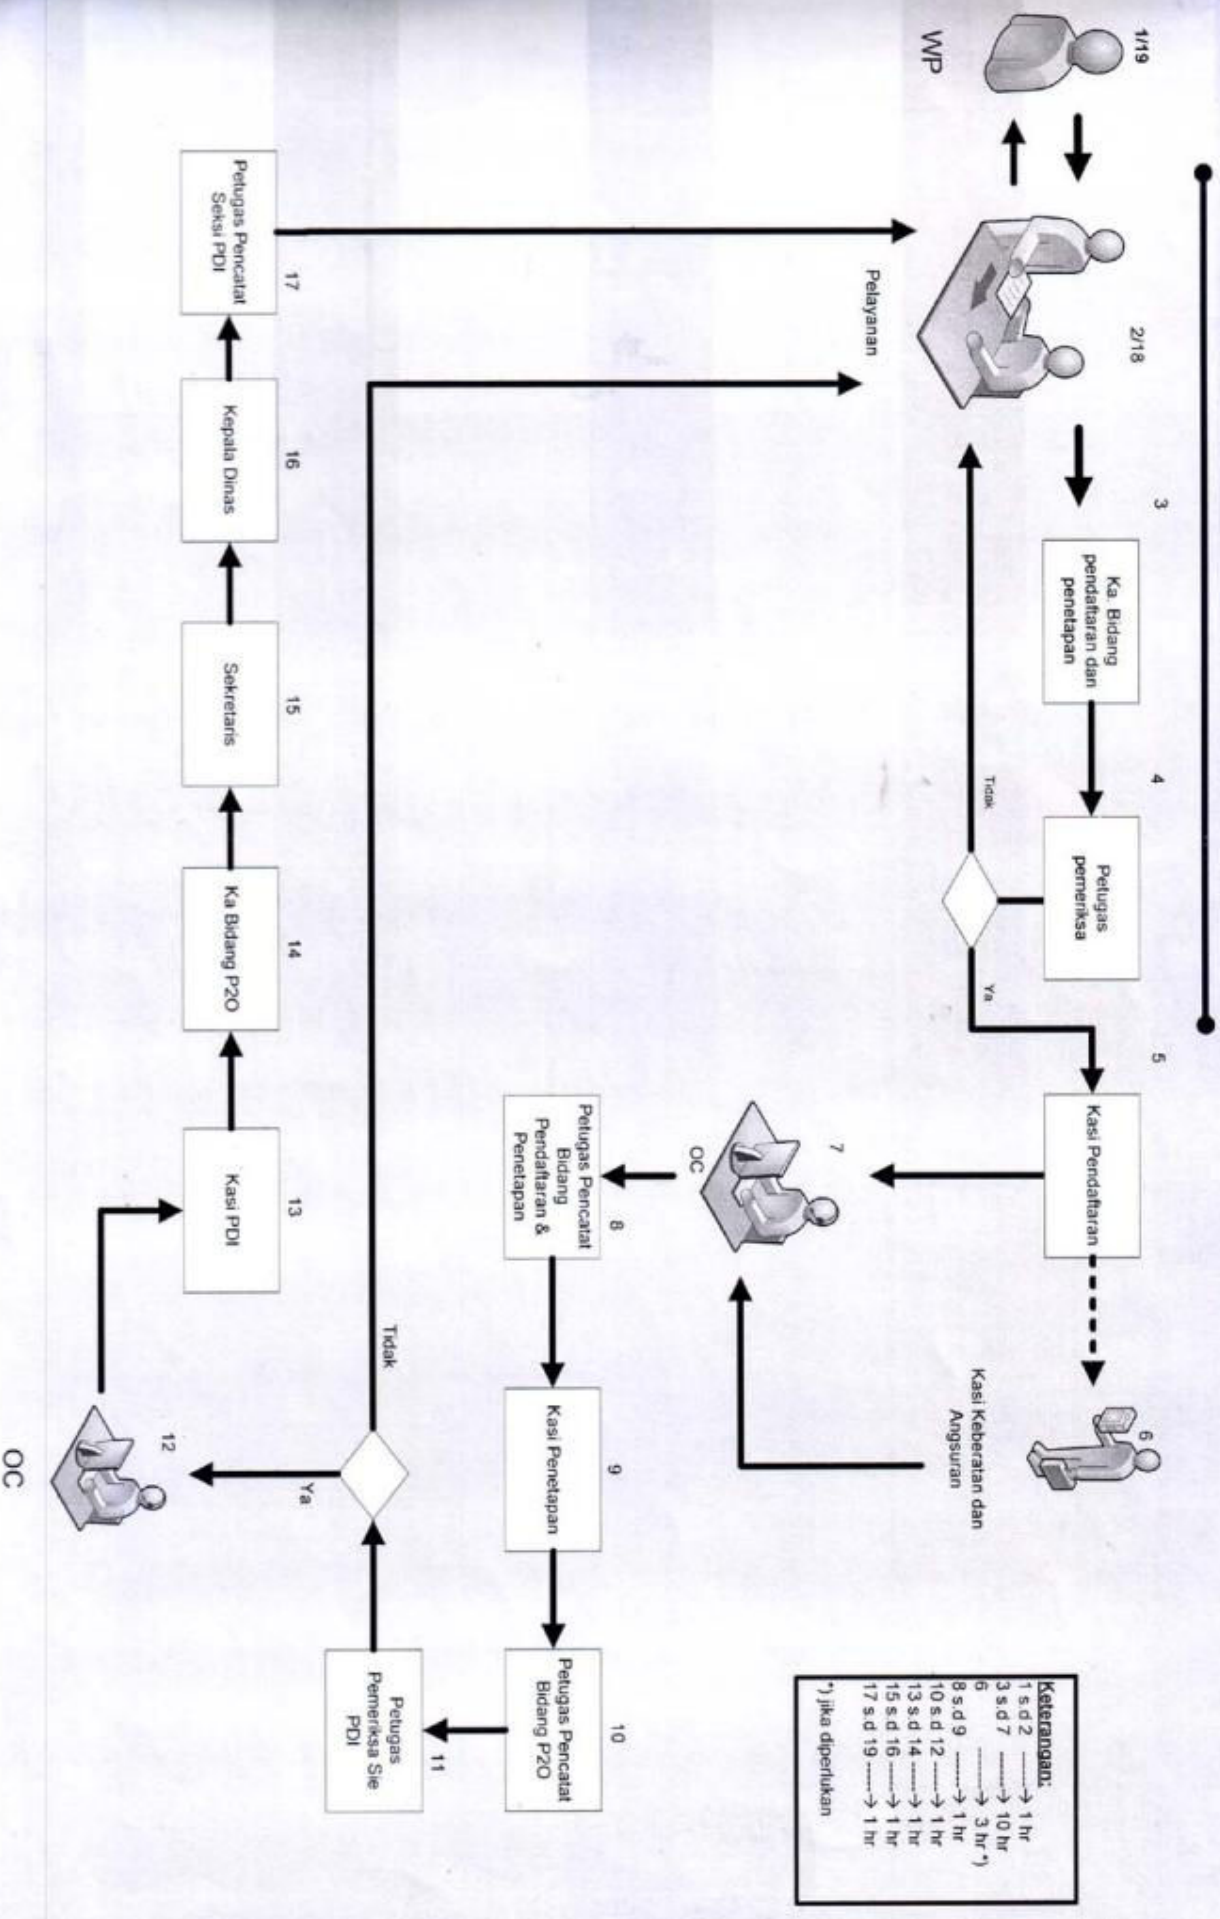 1/19
WP
2/18
Pelayanan
3
Ka. Bidang
pendaftaran dan
penetapan
4
Petugas
pemeriksa
Tidak
Ya
5
Kasi Pendaftaran
6
Kasi Keberatan dan
Angsuran
7
OC
8
Petugas Pencatat
Bidang
Pendaftaran &
Penetapan
9
Kasi Penetapan
10
Petugas Pencatat
Bidang P2O
11
Petugas
Pemeriksa Sie
PDI
Tidak
Ya
12
OC
13
Kasi PDI
14
Ka Bidang P2O
15
Sekretaris
16
Kepala Dinas
17
Petugas Pencatat
Seksi PDI
Keterangan:
1 s.d 2 ------→ 1 hr
3 s.d 7 ------→ 10 hr
6 ------→ 3 hr *)
8 s.d 9 ------→ 1 hr
10 s.d 12 -----→ 1 hr
13 s.d 14 -----→ 1 hr
15 s.d 16 -----→ 1 hr
17 s.d 19 -----→ 1 hr
*) jika diperlukan